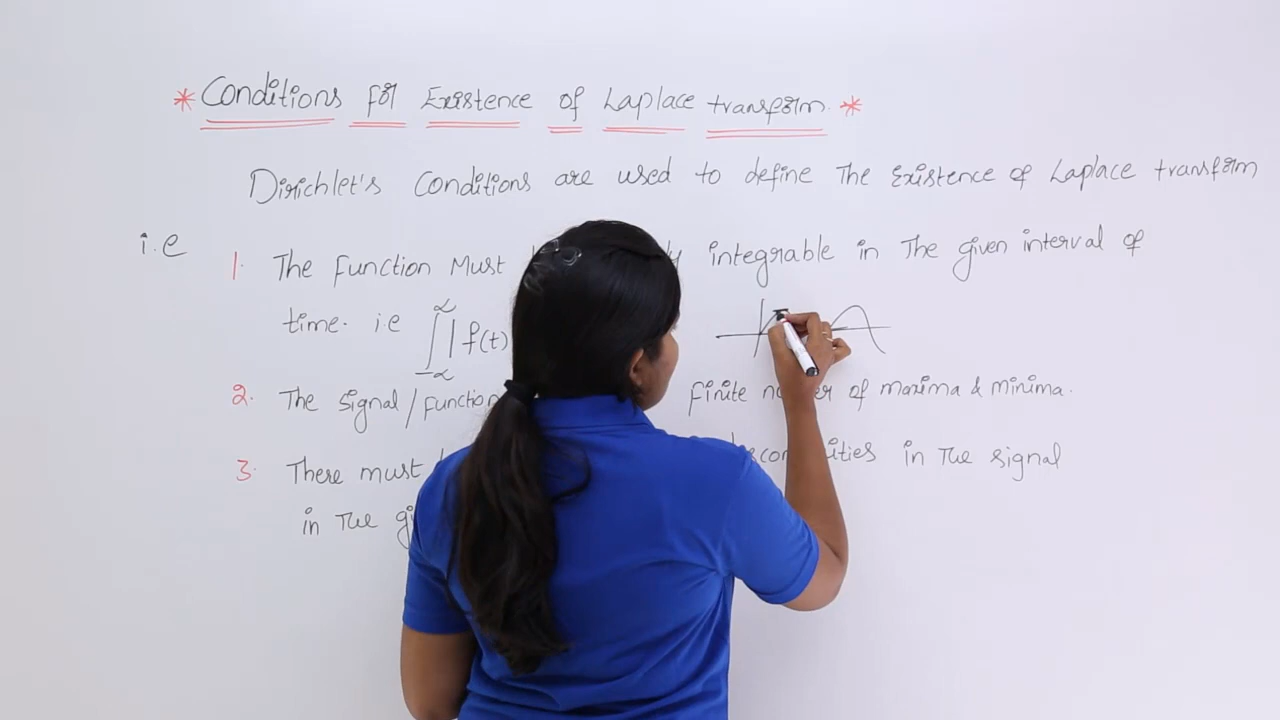 * Conditions for Existence of Laplace transform. *
Dirichlet's Conditions are used to define The Existence of Laplace transform
i.e
1. The function Must integrable in The given interval of
time. i.e ∫∫ |f(t) ∝ -∝
2. The signal/function finite of maxima & minima.
3. There must in The signal
in The